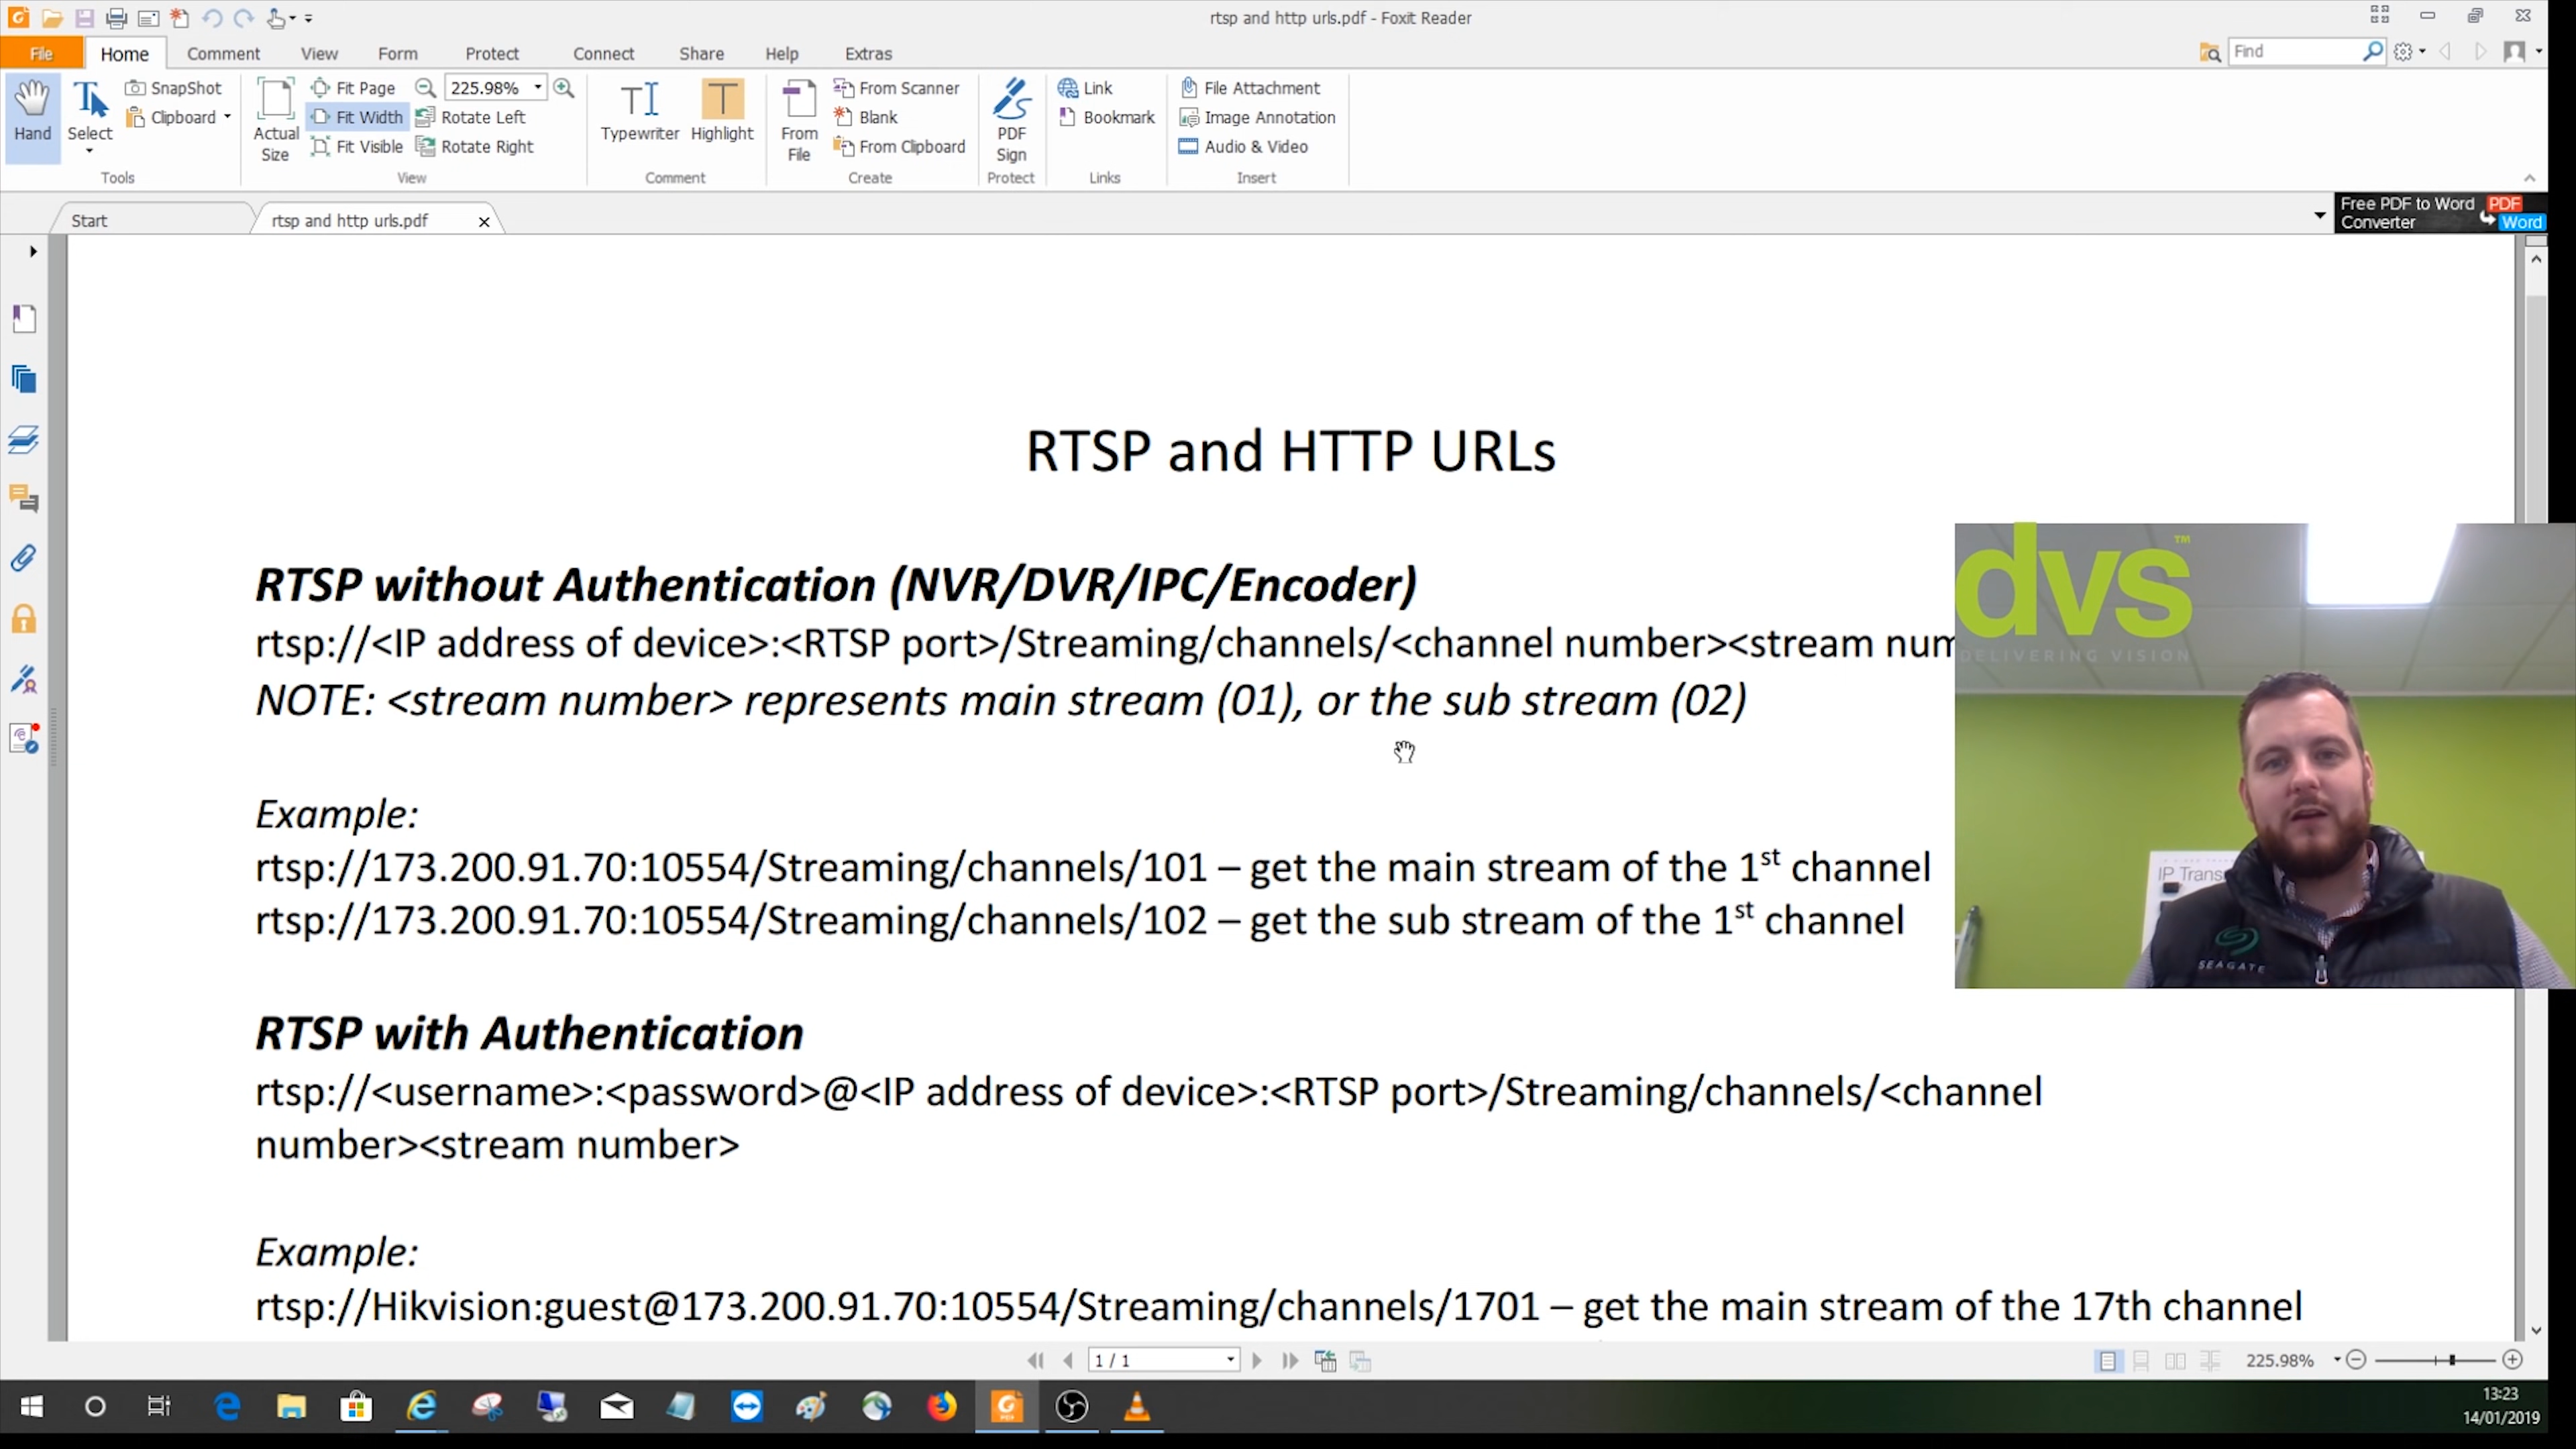 rtsp and http urls.pdf - Foxit Reader
File Home Comment View Form Protect Connect Share Help Extras
Find
Hand
Select
SnapShot
Clipboard
Tools
Actual Size
Fit Page
Fit Width
Fit Visible
225.98%
Rotate Left
Rotate Right
View
Typewriter
Highlight
Comment
From File
From Scanner
Blank
From Clipboard
Create
PDF Sign
Protect
Link
Bookmark
Links
File Attachment
Image Annotation
Audio & Video
Insert
Start
rtsp and http urls.pdf
Free PDF to Word
Converter
PDF
Word
RTSP and HTTP URLs
RTSP without Authentication (NVR/DVR/IPC/Encoder)
rtsp://<IP address of device>:<RTSP port>/Streaming/channels/<channel number><stream num
NOTE: <stream number> represents main stream (01), or the sub stream (02)
Example:
rtsp://173.200.91.70:10554/Streaming/channels/101 – get the main stream of the 1st channel
rtsp://173.200.91.70:10554/Streaming/channels/102 – get the sub stream of the 1st channel
RTSP with Authentication
rtsp://<username>:<password>@<IP address of device>:<RTSP port>/Streaming/channels/<channel
number><stream number>
Example:
rtsp://Hikvision:guest@173.200.91.70:10554/Streaming/channels/1701 – get the main stream of the 17th channel
dvs™
DELIVERING VISION
IP Trans
SEAGATE
1 / 1
225.98%
13:23
14/01/2019